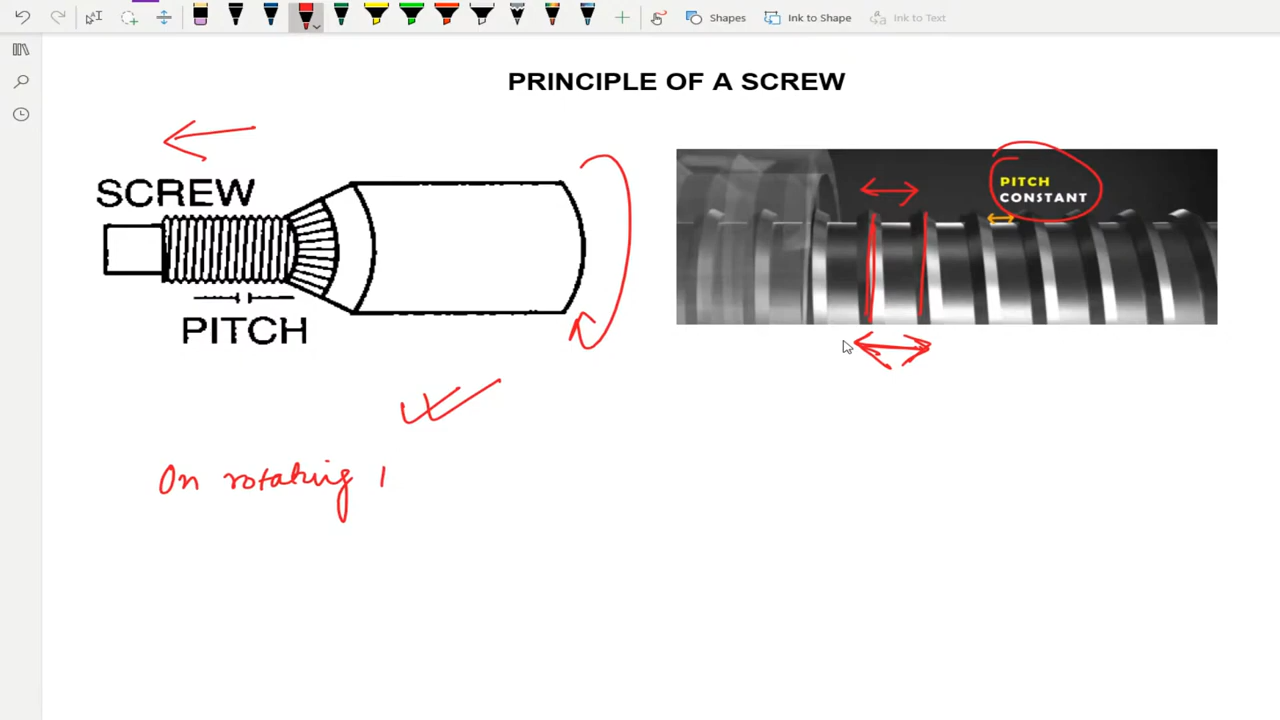 Shapes
Ink to Shape
Ink to Text
PRINCIPLE OF A SCREW
SCREW
PITCH
PITCH
CONSTANT
On rotating 1